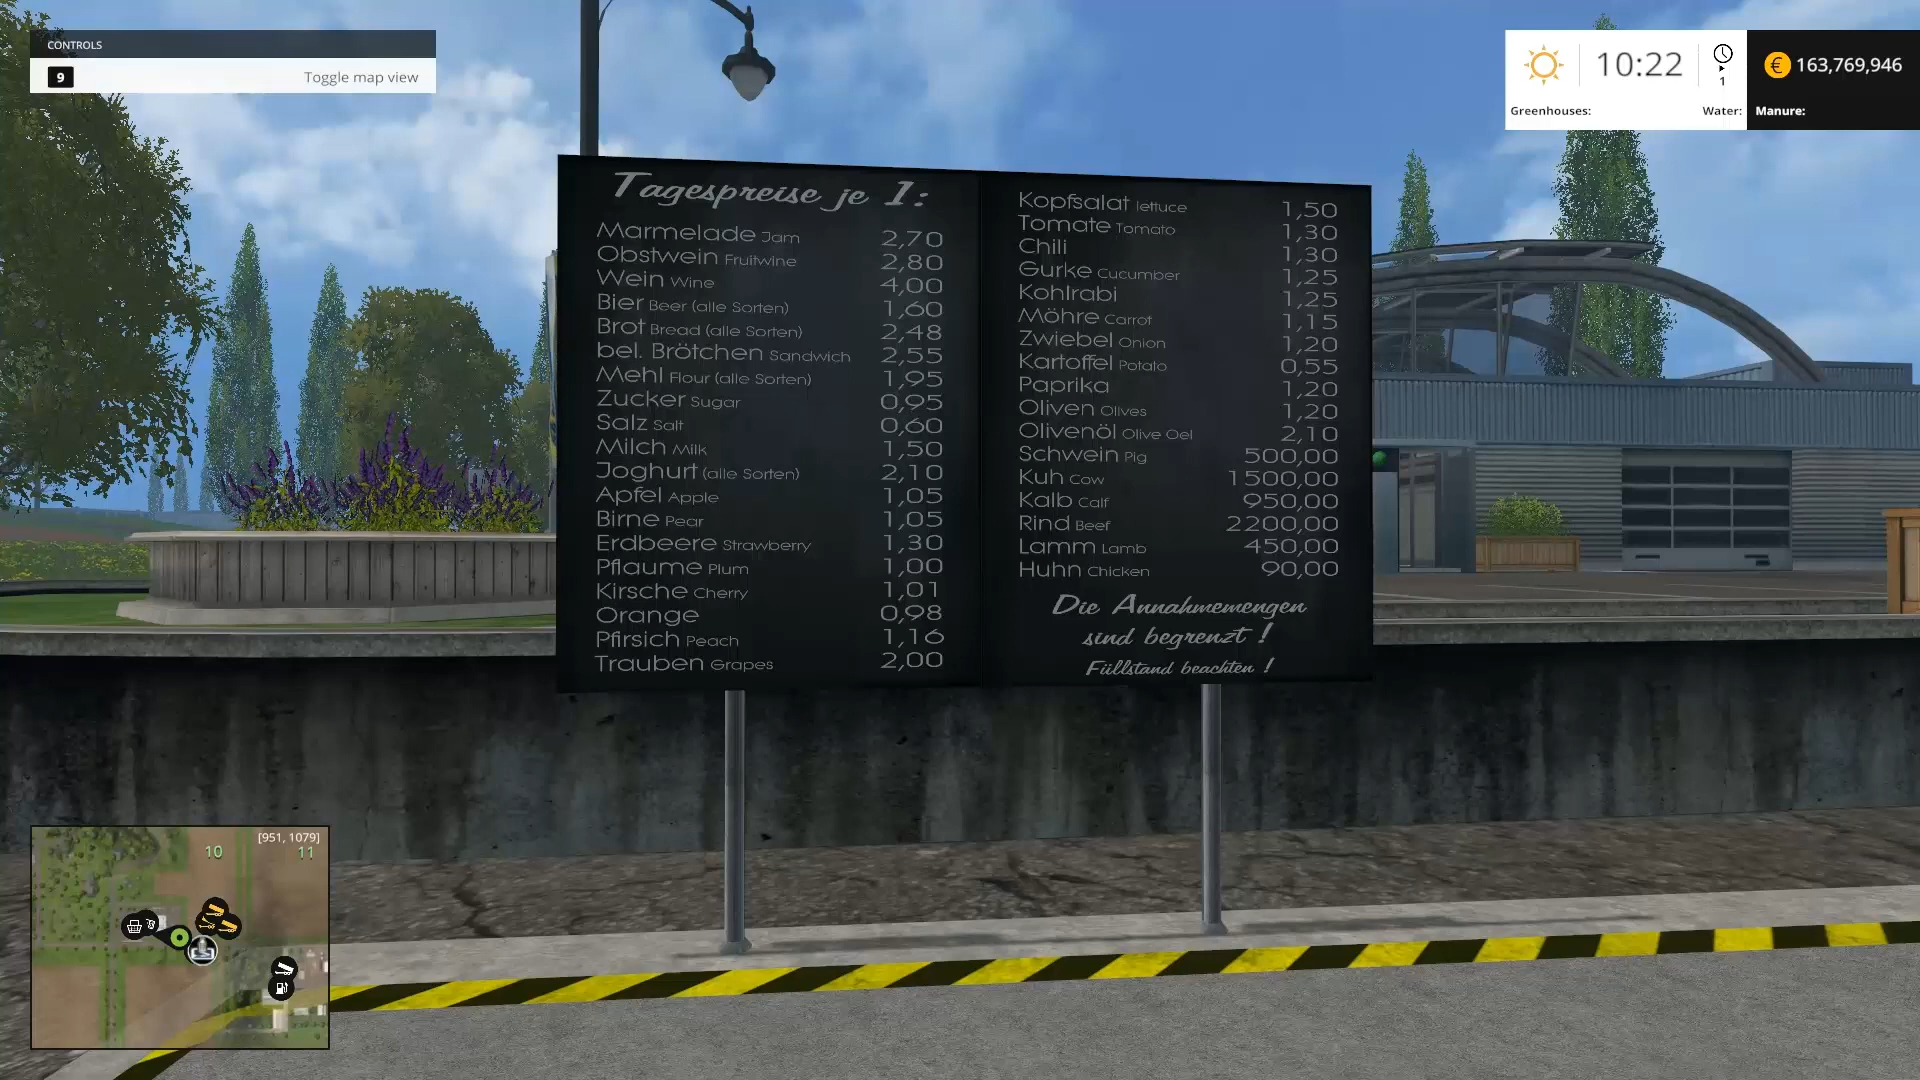 CONTROLS
9 Toggle map view
10:22
1
163,769,946
Greenhouses: Water: Manure:
Tagespreise je 1:
Marmelade Jam 2,70
Obstwein Fruitwine 2,80
Wein Wine 4,00
Bier Beer (alle Sorten) 1,60
Brot Bread (alle Sorten) 2,48
bel. Brötchen Sandwich 2,55
Mehl Flour (alle Sorten) 1,95
Zucker Sugar 0,95
Salz Salt 0,60
Milch Milk 1,50
Joghurt (alle Sorten) 2,10
Apfel Apple 1,05
Birne Pear 1,05
Erdbeere Strawberry 1,30
Pflaume Plum 1,00
Kirsche Cherry 1,01
Orange 0,98
Pfirsich Peach 1,16
Trauben Grapes 2,00
Kopfsalat lettuce 1,50
Tomate Tomato 1,30
Chili 1,30
Gurke Cucumber 1,25
Kohlrabi 1,25
Möhre Carrot 1,15
Zwiebel Onion 1,20
Kartoffel Potato 0,55
Paprika 1,20
Oliven Olives 1,20
Olivenöl Olive Oel 2,10
Schwein Pig 500,00
Kuh Cow 1500,00
Kalb Calf 950,00
Rind Beef 2200,00
Lamm Lamb 450,00
Huhn Chicken 90,00
Die Annahmemengen
sind begrenzt !
Füllstand beachten !
[951, 1079]
10 11